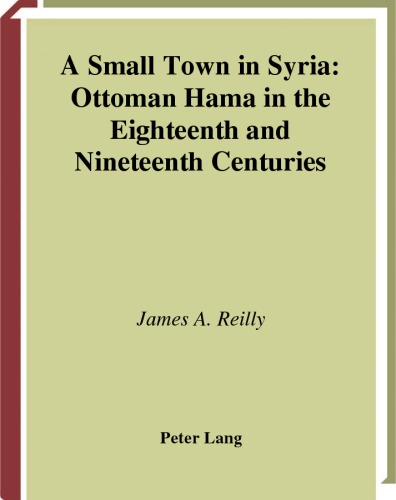 A Small Town in Syria:
Ottoman Hama in the
Eighteenth and
Nineteenth Centuries
James A. Reilly
Peter Lang